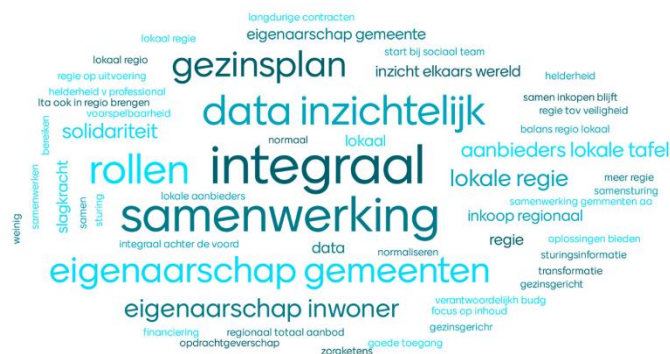 langdurige contracten
eigenaarschap gemeente
lokaal regie
start bij sociaal team
gezinsplan
lokaal regio
inzicht elkaars wereld
helderheid
regie op uitvoering
helderheid v professional
lta ook in regio brengen
data inzichtelijk
samen inkopen blijft
regie tov veiligheid
voorspelbaarheid
solidariteit
bereiken
normaal
lokaal
balans regio lokaal
aanbieders lokale tafel
rollen
integraal
lokale regie
meer regie
samensturing
slagkracht
samenwerken
weinig
samen
sturing
lokale aanbieders
samenwerking
samenwerking gemmenten aa
inkoop regionaal
integraal achter de voord
data
normaliseren
regie
oplossingen bieden
sturingsinformatie
eigenaarschap gemeenten
transformatie
gezinsgericht
eigenaarschap inwoner
verantwoordelijkh budg
focus op inhoud
financiering
regionaal totaal aanbod
goede toegang
gezinsgerichr
opdrachtgeverschap
zorgketens